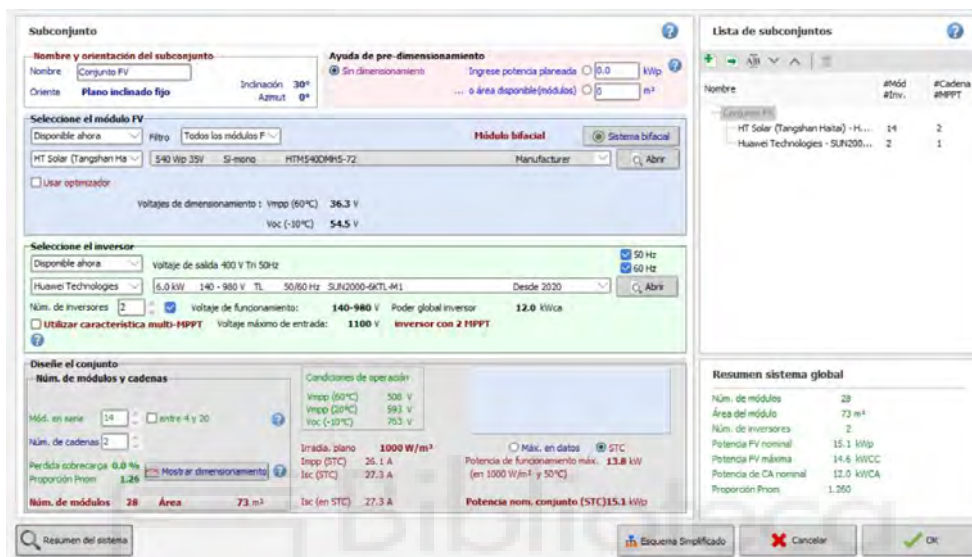 Subconjunto
Nombre y orientación del subconjunto
Nombre Conjunto FV
Oriente Plano inclinado fijo
Inclinación 30°
Azimut 0°
Ayuda de pre-dimensionamiento
Sin dimensionamiento Ingrese potencia planeada 0.0 kWp
... o área disponible(módulos) 0 m²
Seleccione el módulo FV
Disponible ahora Filtro Todos los módulos F Módulo bifacial Sistema bifacial
HT Solar (Tangshan Ha 540 Wp 35V Si-mono HTM540DMH5-72 Manufacturer Abrir
Usar optimizador
Voltajes de dimensionamiento : Vmpp (60°C) 36.3 V
Voc (-10°C) 54.5 V
Seleccione el inversor
Disponible ahora Voltaje de salida 400 V Tri 50Hz
50 Hz
60 Hz
Huawei Technologies 6.0 kW 140 - 980 V TL 50/60 Hz SUN2000-6KTL-M1 Desde 2020 Abrir
Núm. de inversores 2 Voltaje de funcionamiento: 140-980 V Poder global inversor 12.0 kWca
Utilizar característica multi-MPPT Voltaje máximo de entrada: 1100 V inversor con 2 MPPT
Diseñe el conjunto
Núm. de módulos y cadenas
Mód. en serie 14 entre 4 y 20
Núm. de cadenas 2
Perdida sobrecarga 0.0 %
Proporción Pnom 1.26
Mostrar dimensionamiento
Núm. de módulos 28 Área 73 m²
Condiciones de operación
Vmpp (60°C) 508 V
Vmpp (20°C) 593 V
Voc (-10°C) 763 V
Irradia. plano 1000 W/m²
Impp (STC) 26.1 A
Isc (STC) 27.3 A
Isc (en STC) 27.3 A
Máx. en datos STC
Potencia de funcionamiento máx. 13.8 kW
(en 1000 W/m² y 50°C)
Potencia nom. conjunto (STC)15.1 kWp
Lista de subconjuntos
Nombre #Mód #Cadena
#Inv. #MPPT
Conjunto FV
HT Solar (Tangshan Haitai) - H... 14 2
Huawei Technologies - SUN200... 2 1
Resumen sistema global
Núm. de módulos 28
Área del módulo 73 m²
Núm. de inversores 2
Potencia FV nominal 15.1 kWp
Potencia FV máxima 14.6 kWCC
Potencia de CA nominal 12.0 kWCA
Proporción Pnom 1.260
Biblioteca
Resumen del sistema
Esquema Simplificado
Cancelar
OK